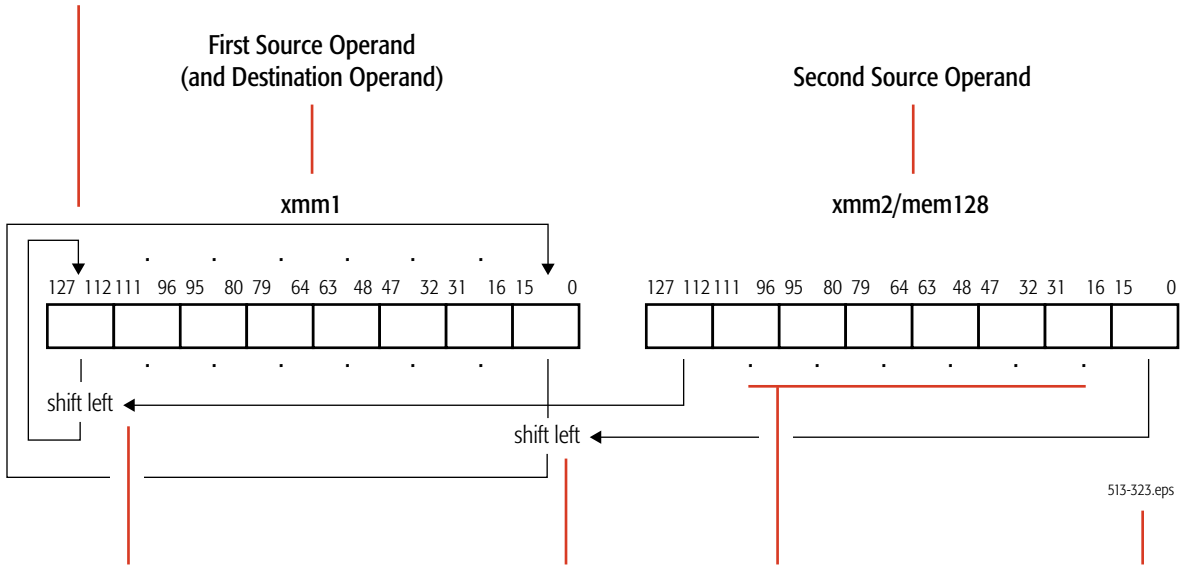 First Source Operand
(and Destination Operand)
Second Source Operand
xmm1
xmm2/mem128
127 112 111 96 95 80 79 64 63 48 47 32 31 16 15 0
127 112 111 96 95 80 79 64 63 48 47 32 31 16 15 0
shift left
shift left
513-323.eps